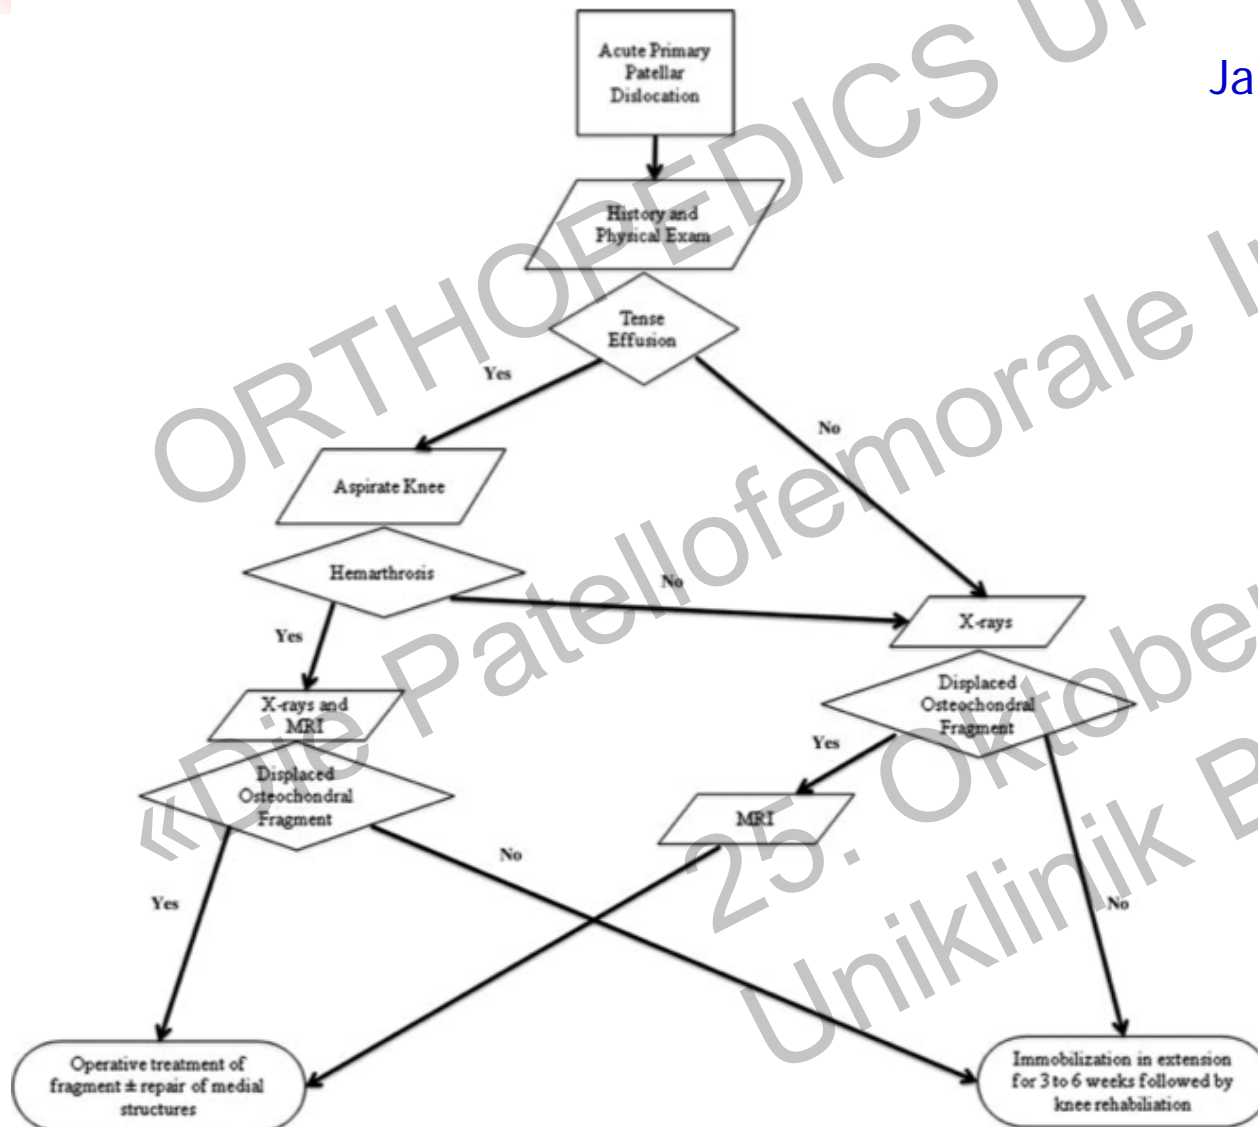 Ja
Acute Primary
Patellar
Dislocation
History and
Physical Exam
Tense
Effusion
Yes
No
Aspirate Knee
Hemarthrosis
No
Yes
X-rays
X-rays and
MRI
Displaced
Osteochondral
Fragment
Yes
Displaced
Osteochondral
Fragment
MRI
No
Yes
No
Operative treatment of
fragment ± repair of medial
structures
Immobilization in extension
for 3 to 6 weeks followed by
knee rehabiliation
ORTHOPEDICS
«Die Patellofemorale
25. Oktober
Uniklinik B